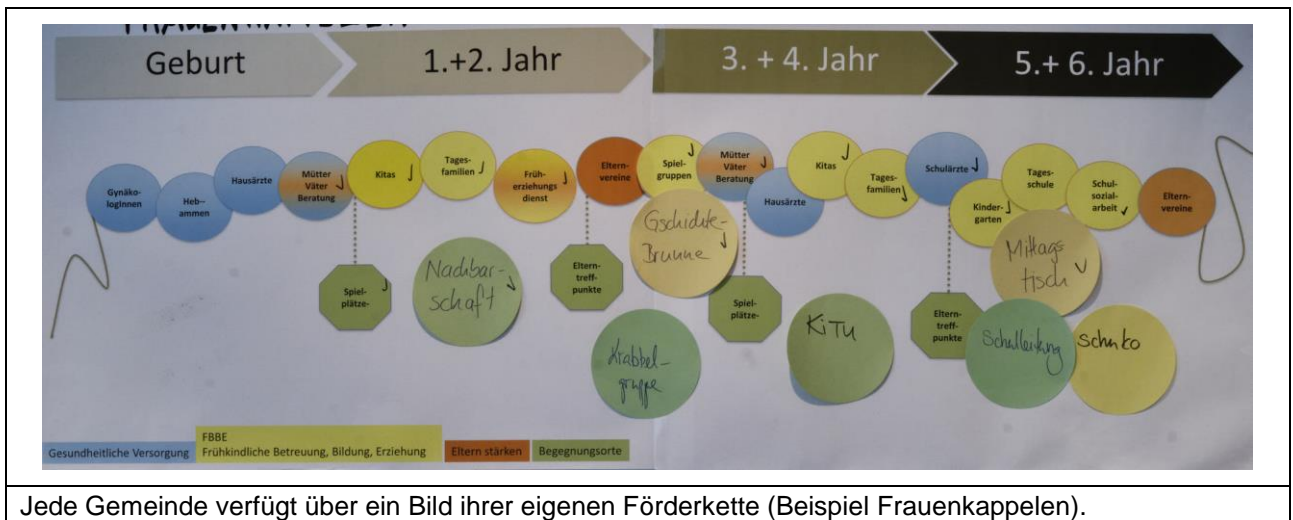 FRAUENKAPPELEN
Geburt
1.+2. Jahr
3. + 4. Jahr
5.+ 6. Jahr
Gynäko-
logInnen
Heb--
ammen
Hausärzte
Mütter
Väter
Beratung
Kitas
Tages-
familien
Früh-
erziehungs
dienst
Eltern-
vereine
Spiel-
gruppen
Mütter
Väter
Beratung
Hausärzte
Kitas
Tages-
familien
Schulärzte
Kinder-
garten
Tages-
schule
Schul-
sozial-
arbeit
Eltern-
vereine
Spiel-
plätze-
Nachbar-
schaft
Eltern-
treff-
punkte
Gschichte-
Brunne
Krabbel-
gruppe
Spiel-
plätze-
KiTU
Eltern-
treff-
punkte
Mittags
tisch
Schulleitung
Schuko
Gesundheitliche Versorgung
FBBE
Frühkindliche Betreuung, Bildung, Erziehung
Eltern stärken
Begegnungsorte
Jede Gemeinde verfügt über ein Bild ihrer eigenen Förderkette (Beispiel Frauenkappelen).